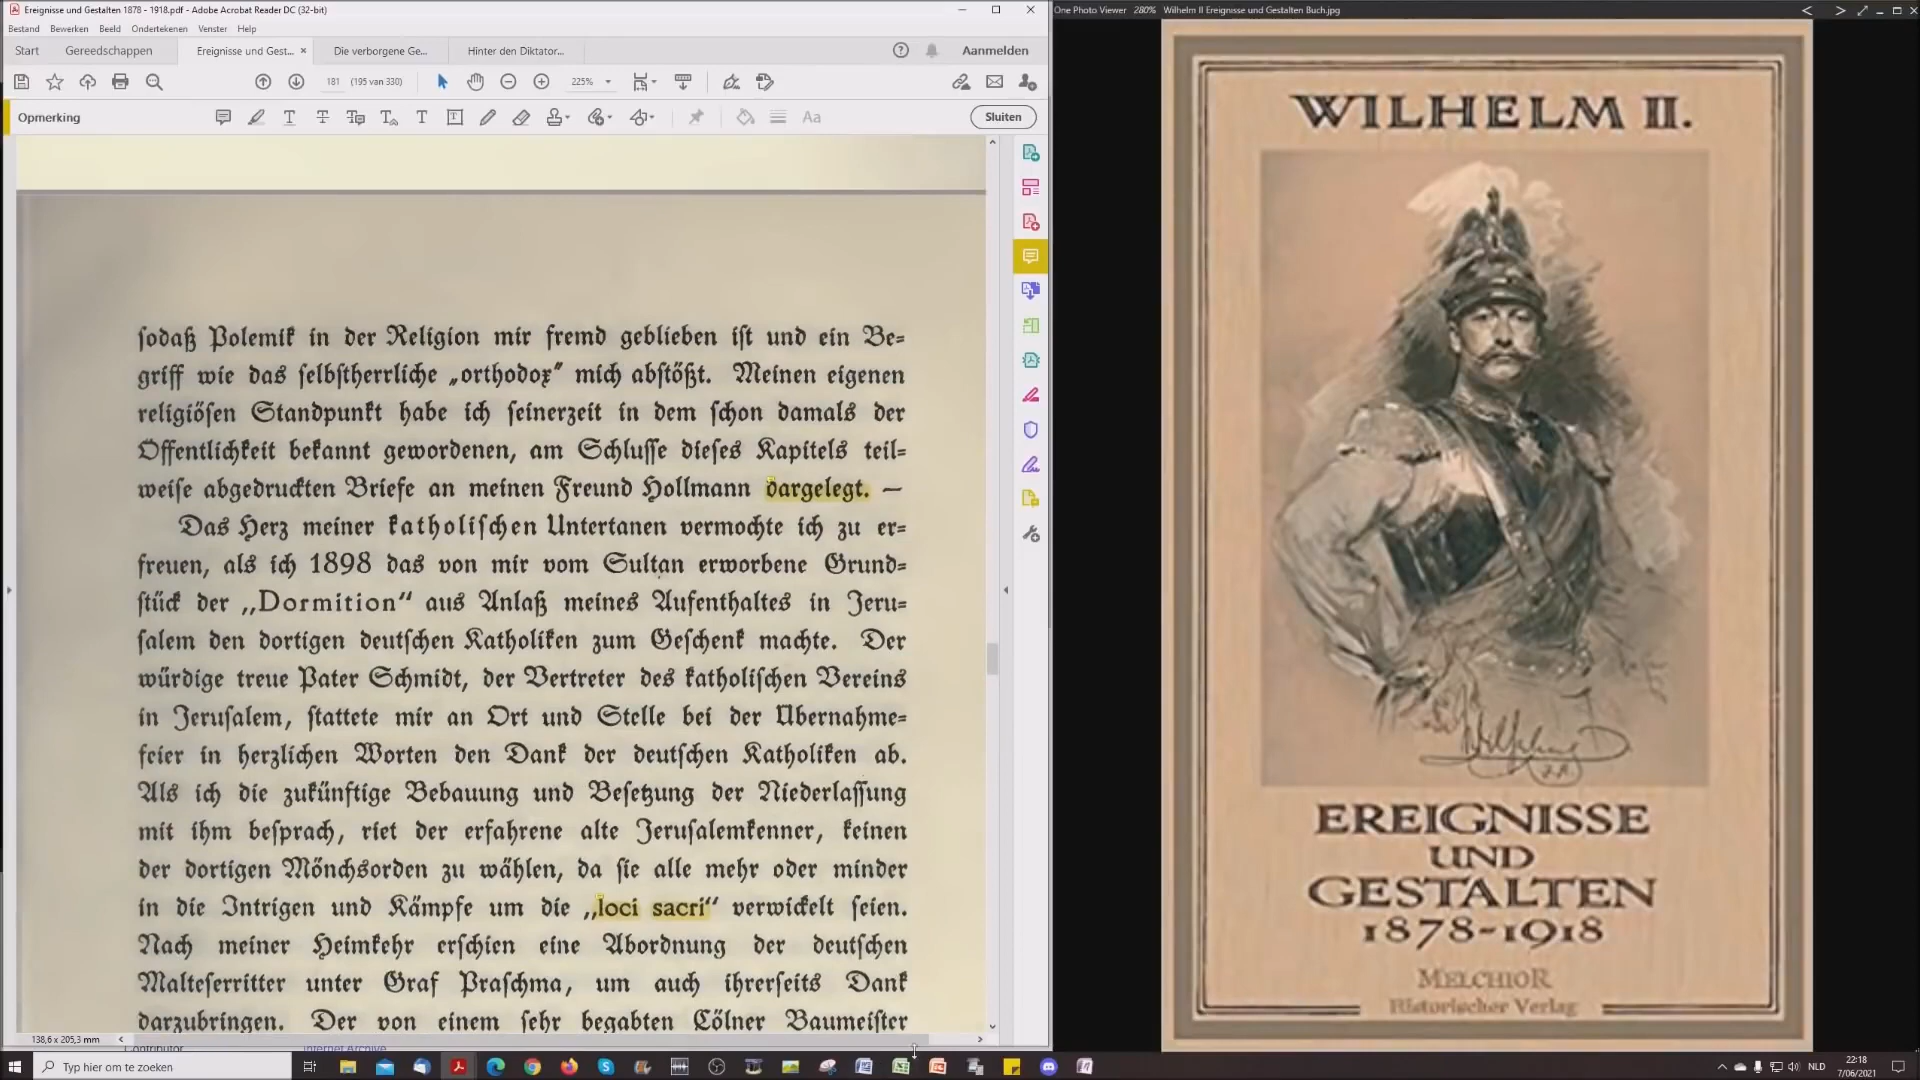 Ereignisse und Gestalten 1878 - 1918.pdf - Adobe Acrobat Reader DC (32-bit)
Bestand Bewerken Beeld Ondertekenen Venster Help
Start Gereedschappen Ereignisse und Gest... × Die verborgene Ge... Hinter den Diktator... Aanmelden
181 (195 van 330) 225%
Opmerking Aa Sluiten
sodaß Polemik in der Religion mir fremd geblieben ist und ein Be=
griff wie das selbstherrliche „orthodox" mich abstößt. Meinen eigenen
religiösen Standpunkt habe ich seinerzeit in dem schon damals der
Öffentlichkeit bekannt gewordenen, am Schlusse dieses Kapitels teil=
weise abgedruckten Briefe an meinen Freund Hollmann dargelegt. —
Das Herz meiner katholischen Untertanen vermochte ich zu er=
freuen, als ich 1898 das von mir vom Sultan erworbene Grund=
stück der „Dormition“ aus Anlaß meines Aufenthaltes in Jeru=
salem den dortigen deutschen Katholiken zum Geschenk machte. Der
würdige treue Pater Schmidt, der Vertreter des katholischen Vereins
in Jerusalem, stattete mir an Ort und Stelle bei der Übernahme=
feier in herzlichen Worten den Dank der deutschen Katholiken ab.
Als ich die zukünftige Bebauung und Besetzung der Niederlassung
mit ihm besprach, riet der erfahrene alte Jerusalemkenner, keinen
der dortigen Mönchsorden zu wählen, da sie alle mehr oder minder
in die Intrigen und Kämpfe um die „loci sacri“ verwickelt seien.
Nach meiner Heimkehr erschien eine Abordnung der deutschen
Malteserritter unter Graf Praschma, um auch ihrerseits Dank
darzubringen. Der von einem sehr begabten Cölner Baumeister
138,6 x 205,3 mm
Contributor Internet Archive
Typ hier om te zoeken
One Photo Viewer 280% Wilhelm II Ereignisse und Gestalten Buch.jpg
WILHELM II.
EREIGNISSE
UND
GESTALTEN
1878-1918
MELCHIOR
Historischer Verlag
NLD
22:18
7/06/2021